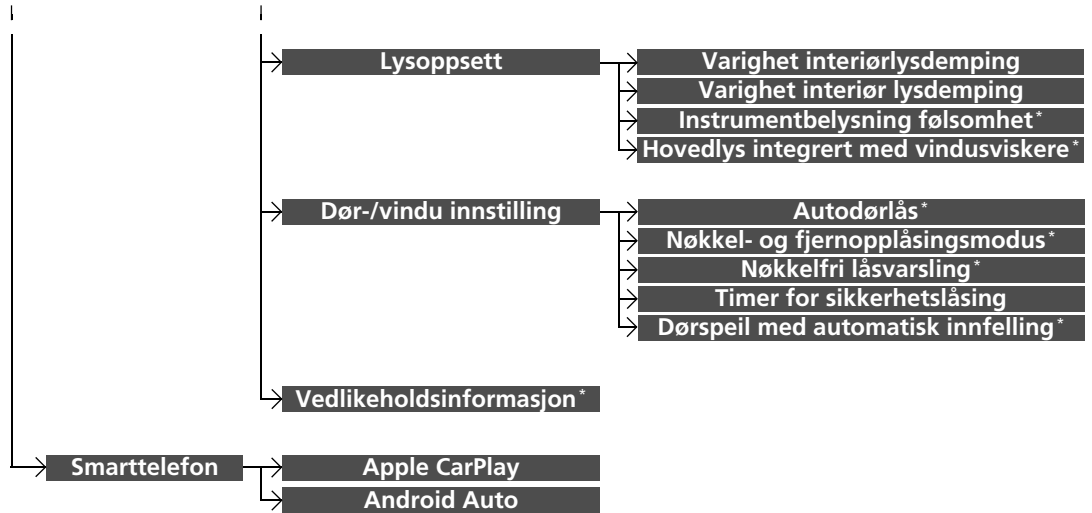 Lysoppsett
Varighet interiørlysdemping
Varighet interiør lysdemping
Instrumentbelysning følsomhet*
Hovedlys integrert med vindusviskere*
Dør-/vindu innstilling
Autodørlås*
Nøkkel- og fjernopplåsingsmodus*
Nøkkelfri låsvarsling*
Timer for sikkerhetslåsing
Dørspeil med automatisk innfelling*
Vedlikeholdsinformasjon*
Smarttelefon
Apple CarPlay
Android Auto